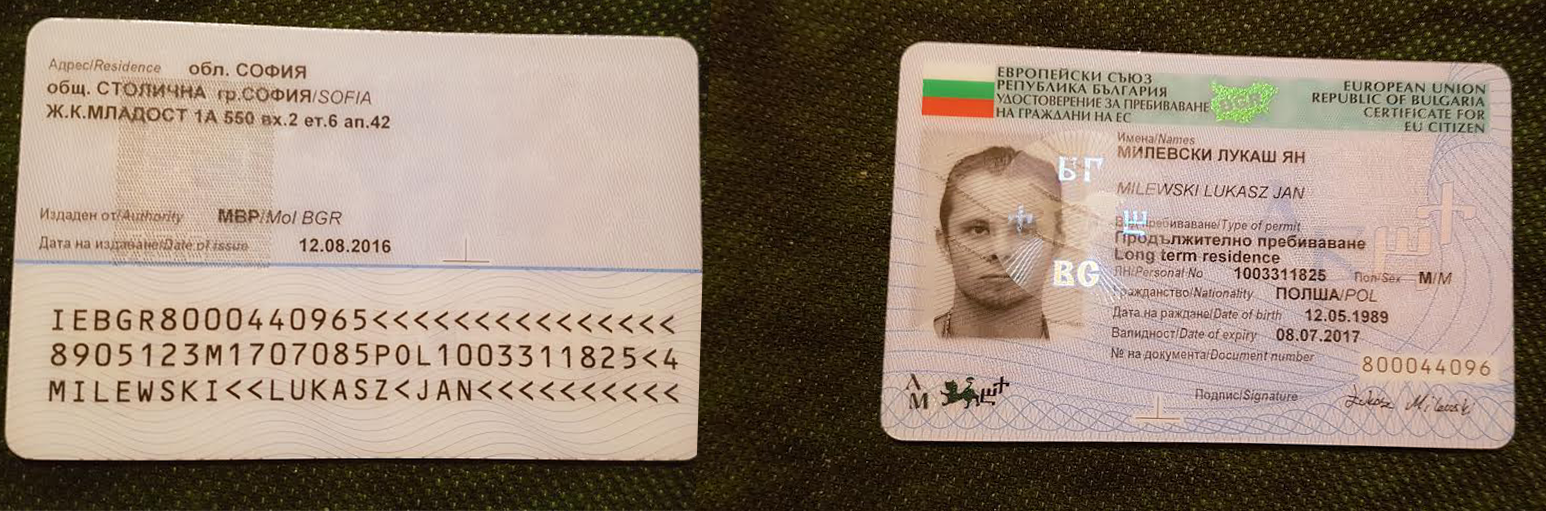 Адрес/Residence обл. СОФИЯ
общ. СТОЛИЧНА гр.СОФИЯ/SOFIA
Ж.К.МЛАДОСТ 1А 550 вх.2 ет.6 ап.42
Издаден от/Authority МВР/MoI BGR
Дата на издаване/Date of issue 12.08.2016
IEBGR8000440965<<<<<<<<<<<<<<<
8905123M1707085POL1003311825<4
MILEWSKI<<LUKASZ<JAN<<<<<<<<<<
ЕВРОПЕЙСКИ СЪЮЗ
РЕПУБЛИКА БЪЛГАРИЯ
УДОСТОВЕРЕНИЕ ЗА ПРЕБИВАВАНЕ
НА ГРАЖДАНИ НА ЕС
BGR
EUROPEAN UNION
REPUBLIC OF BULGARIA
CERTIFICATE FOR
EU CITIZEN
Имена/Names
МИЛЕВСКИ ЛУКАШ ЯН
MILEWSKI LUKASZ JAN
БГ
BG
Вид пребиваване/Type of permit
Продължително пребиваване
Long term residence
ЛН/Personal No 1003311825 Пол/Sex М/M
Гражданство/Nationality ПОЛША/POL
Дата на раждане/Date of birth 12.05.1989
Валидност/Date of expiry 08.07.2017
№ на документа/Document number 800044096
Подпис/Signature Lukasz Milewski